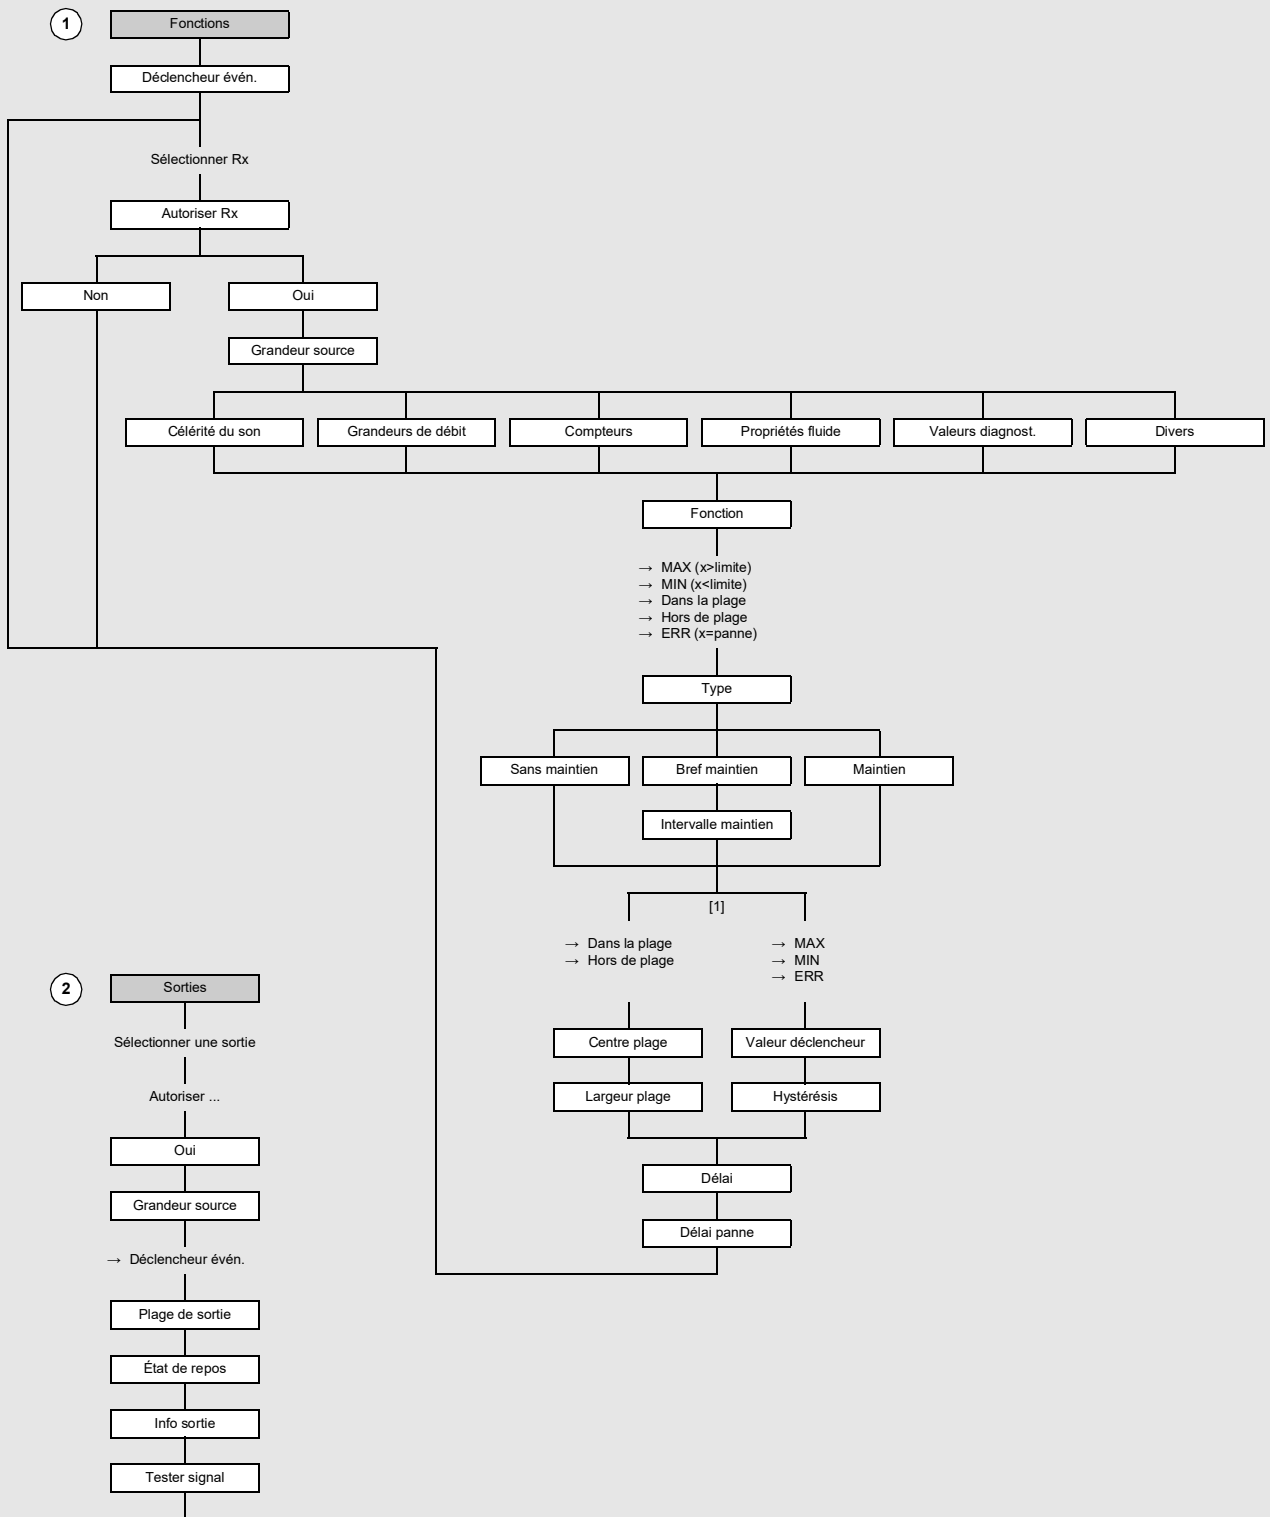 1
Fonctions
Déclencheur évén.
Sélectionner Rx
Autoriser Rx
Non
Oui
Grandeur source
Célérité du son
Grandeurs de débit
Compteurs
Propriétés fluide
Valeurs diagnost.
Divers
Fonction
→ MAX (x>limite)
→ MIN (x<limite)
→ Dans la plage
→ Hors de plage
→ ERR (x=panne)
Type
Sans maintien
Bref maintien
Maintien
Intervalle maintien
[1]
→ Dans la plage
→ Hors de plage
→ MAX
→ MIN
→ ERR
Centre plage
Valeur déclencheur
Largeur plage
Hystérésis
Délai
Délai panne
2
Sorties
Sélectionner une sortie
Autoriser ...
Oui
Grandeur source
→ Déclencheur évén.
Plage de sortie
État de repos
Info sortie
Tester signal